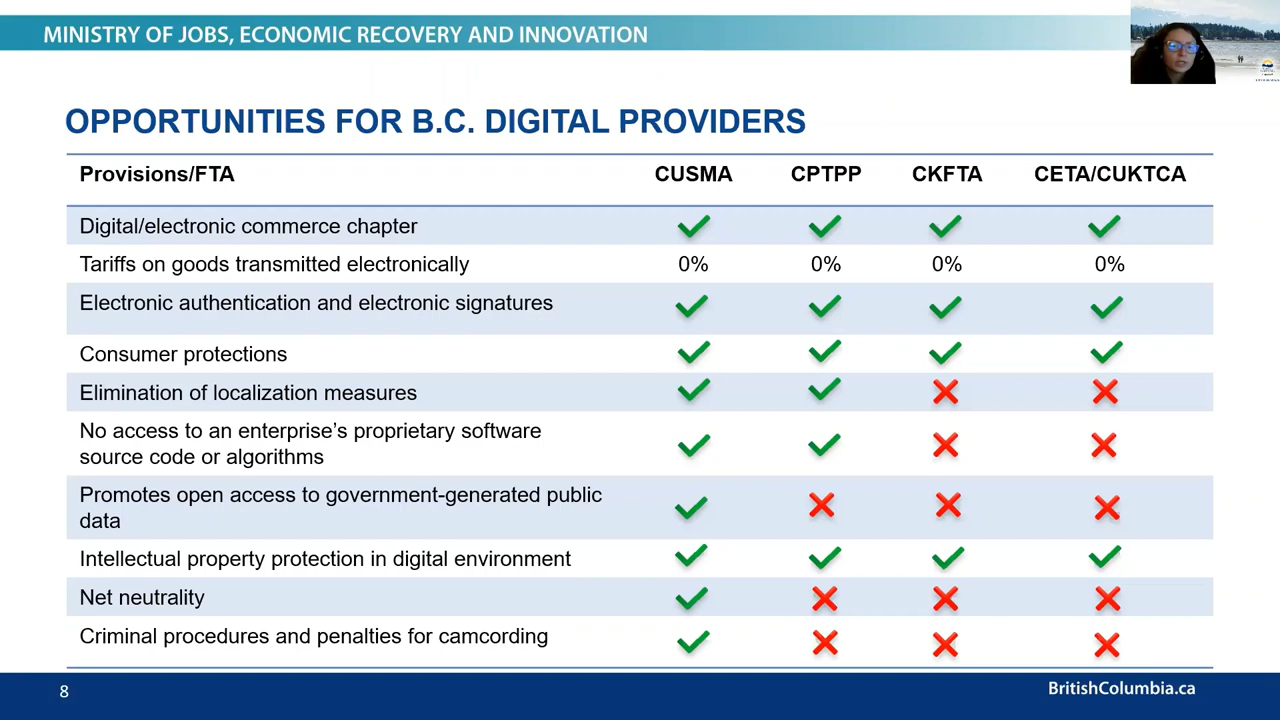 MINISTRY OF JOBS, ECONOMIC RECOVERY AND INNOVATION
OPPORTUNITIES FOR B.C. DIGITAL PROVIDERS
Provisions/FTA CUSMA CPTPP CKFTA CETA/CUKTCA
Digital/electronic commerce chapter
Tariffs on goods transmitted electronically 0% 0% 0% 0%
Electronic authentication and electronic signatures
Consumer protections
Elimination of localization measures
No access to an enterprise’s proprietary software
source code or algorithms
Promotes open access to government-generated public
data
Intellectual property protection in digital environment
Net neutrality
Criminal procedures and penalties for camcording
8
BritishColumbia.ca